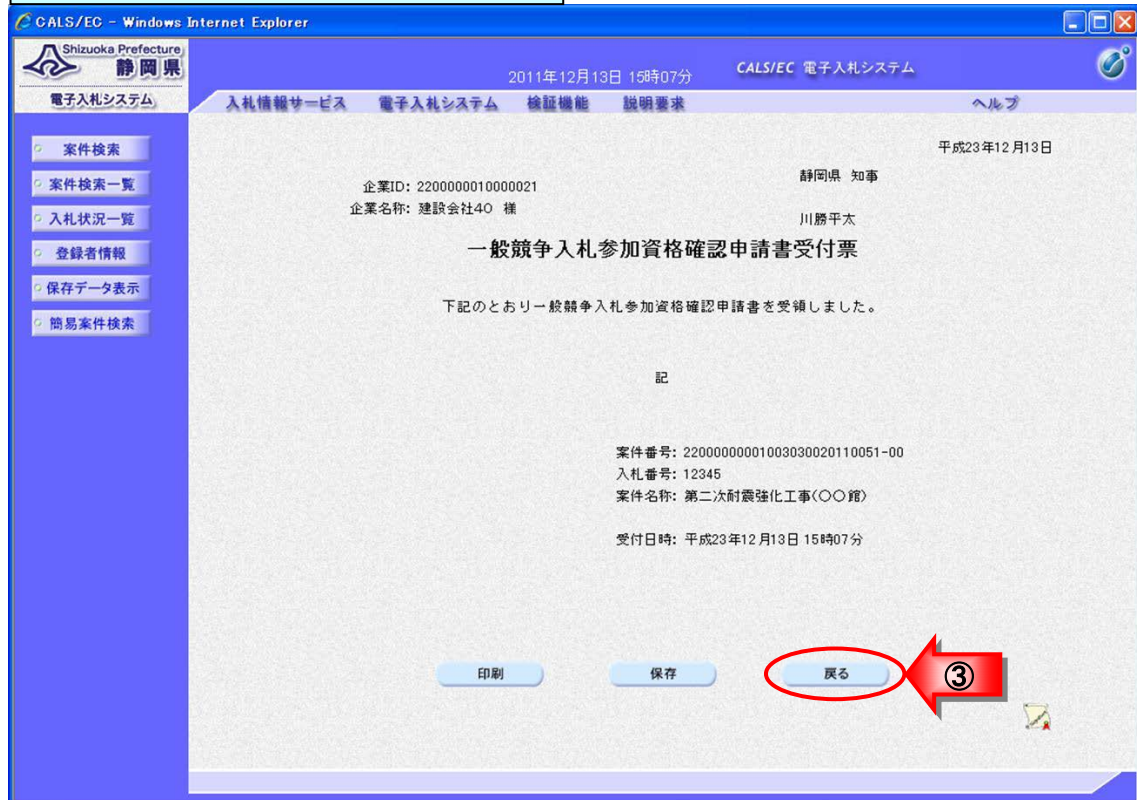 CALS/EC - Windows Internet Explorer
Shizuoka Prefecture
静岡県
2011年12月13日 15時07分
CALS/EC 電子入札システム
電子入札システム
入札情報サービス 電子入札システム 検証機能 説明要求 ヘルプ
案件検索
案件検索一覧
入札状況一覧
登録者情報
保存データ表示
簡易案件検索
平成23年12月13日
静岡県 知事
企業ID: 2200000010000021
企業名称: 建設会社40 様
川勝平太
一般競争入札参加資格確認申請書受付票
下記のとおり一般競争入札参加資格確認申請書を受領しました。
記
案件番号: 22000000001003030020110051-00
入札番号: 12345
案件名称: 第二次耐震強化工事(○○館)
受付日時: 平成23年12月13日 15時07分
印刷 保存 戻る
③